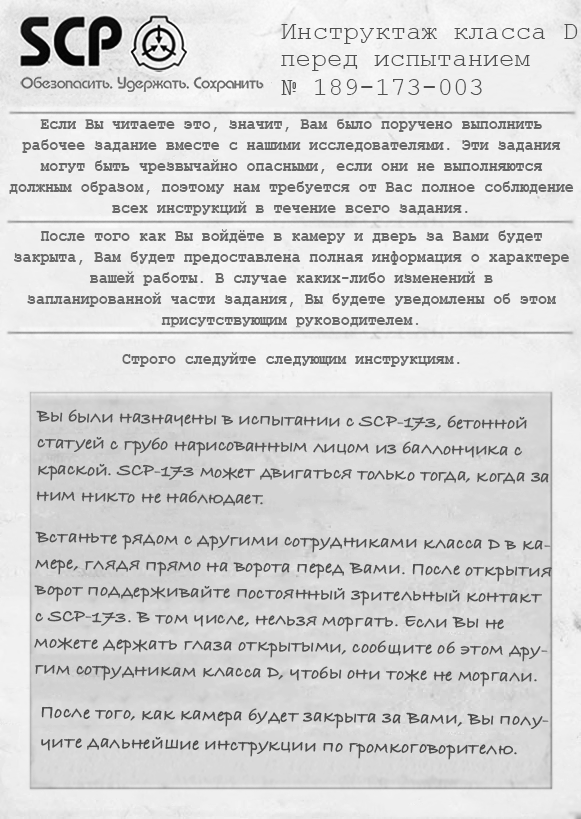 SCP
Обезопасить. Удержать. Сохранить
Инструктаж класса D
перед испытанием
№ 189-173-003
Если Вы читаете это, значит, Вам было поручено выполнить
рабочее задание вместе с нашими исследователями. Эти задания
могут быть чрезвычайно опасными, если они не выполняются
должным образом, поэтому нам требуется от Вас полное соблюдение
всех инструкций в течение всего задания.
После того как Вы войдёте в камеру и дверь за Вами будет
закрыта, Вам будет предоставлена полная информация о характере
вашей работы. В случае каких-либо изменений в
запланированной части задания, Вы будете уведомлены об этом
присутствующим руководителем.
Строго следуйте следующим инструкциям.
Вы были назначены в испытании с SCP-173, бетонной
статуей с грубо нарисованным лицом из баллончика с
краской. SCP-173 может двигаться только тогда, когда за
ним никто не наблюдает.
Встаньте рядом с другими сотрудниками класса D в ка-
мере, глядя прямо на ворота перед Вами. После открытия
ворот поддерживайте постоянный зрительный контакт
с SCP-173. В том числе, нельзя моргать. Если Вы не
можете держать глаза открытыми, сообщите об этом дру-
гим сотрудникам класса D, чтобы они тоже не моргали.
После того, как камера будет закрыта за Вами, Вы полу-
чите дальнейшие инструкции по громкоговорителю.